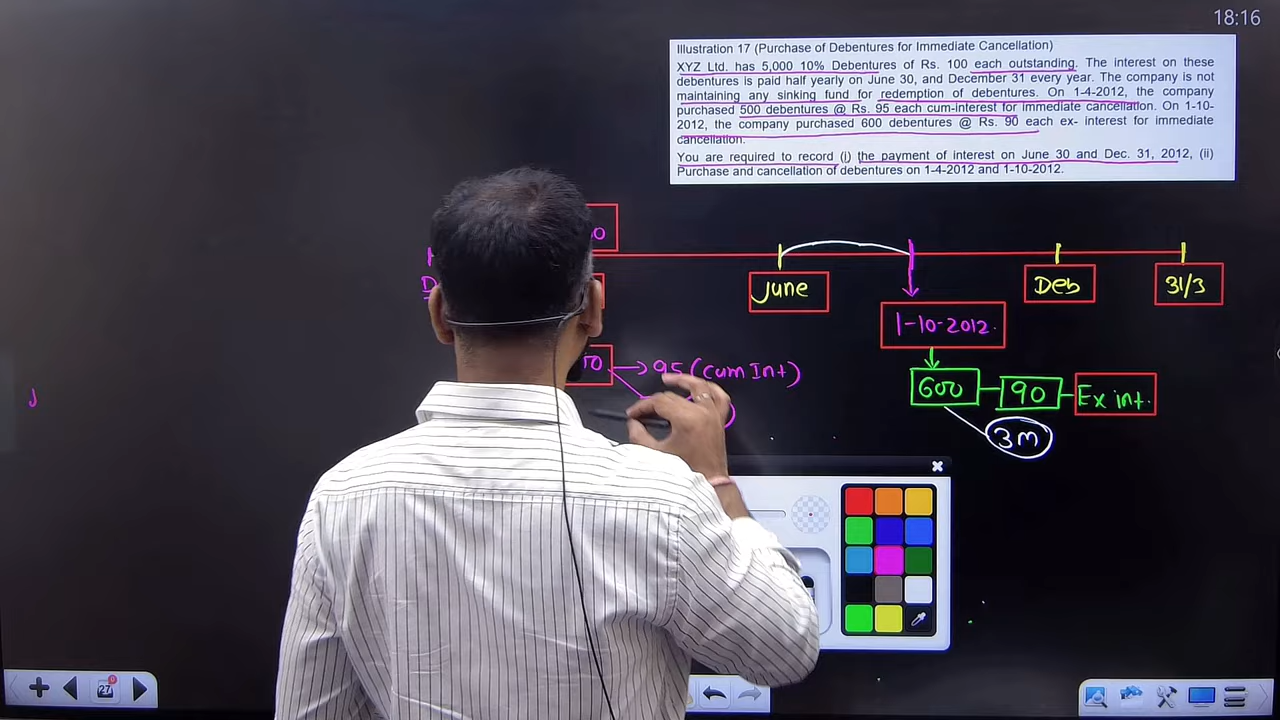 18:16
Illustration 17 (Purchase of Debentures for Immediate Cancellation)
XYZ Ltd. has 5,000 10% Debentures of Rs. 100 each outstanding. The interest on these
debentures is paid half yearly on June 30, and December 31 every year. The company is not
maintaining any sinking fund for redemption of debentures. On 1-4-2012, the company
purchased 500 debentures @ Rs. 95 each cum-interest for immediate cancellation. On 1-10-
2012, the company purchased 600 debentures @ Rs. 90 each ex- interest for immediate
cancellation.
You are required to record (i) the payment of interest on June 30 and Dec. 31, 2012, (ii)
Purchase and cancellation of debentures on 1-4-2012 and 1-10-2012.
June
Deb
31/3
1-10-2012.
95 (Cum Int)
600 - 90 - Ex int.
3M
27